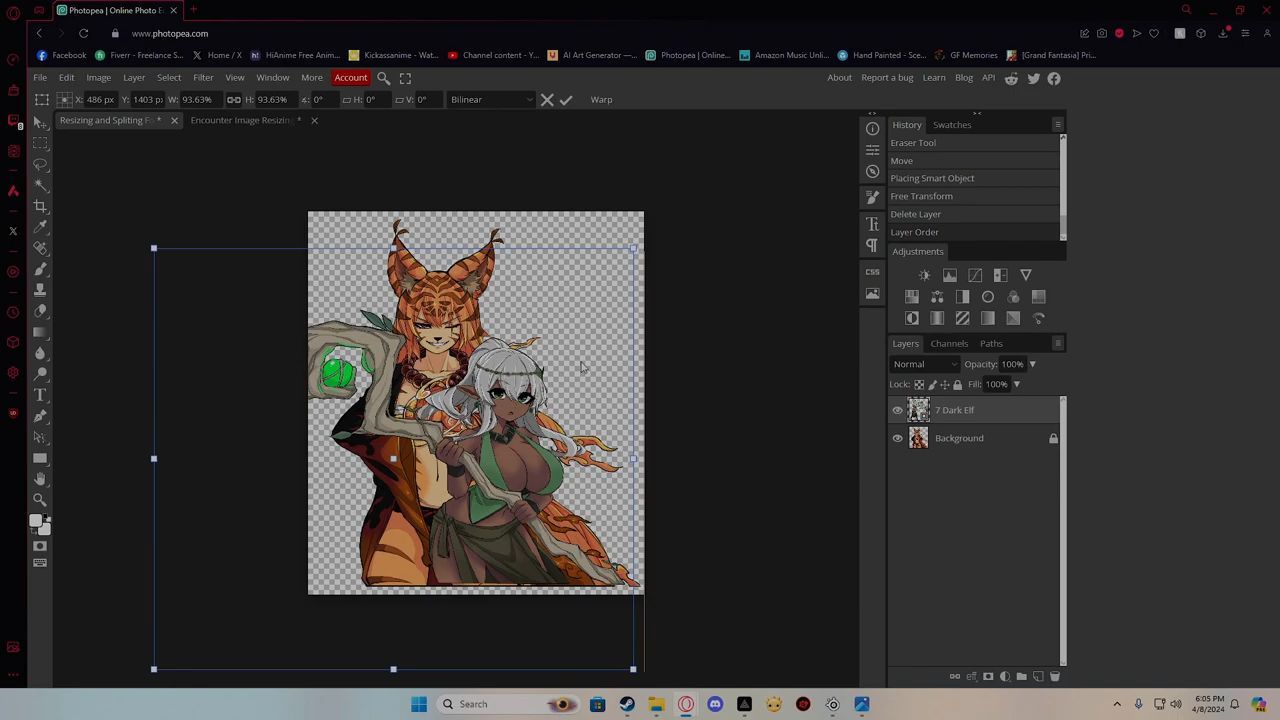 Photopea | Online Photo E
www.photopea.com
Facebook
Fiverr - Freelance S...
Home / X
HiAnime Free Anim...
Kickassanime - Wat...
Channel content - Y...
AI Art Generator —...
Photopea | Online...
Amazon Music Unli...
Hand Painted - Sce...
GF Memories
[Grand Fantasia] Pri...
File Edit Image Layer Select Filter View Window More Account
About Report a bug Learn Blog API
X: 486 px Y: 1403 px W: 93.63% H: 93.63% 0° H: 0° V: 0° Bilinear Warp
Resizing and Spliting Fo *
Encounter Image Resizing *
History Swatches
Eraser Tool
Move
Placing Smart Object
Free Transform
Delete Layer
Layer Order
Adjustments
CSS
Layers Channels Paths
Normal Opacity: 100%
Lock: Fill: 100%
7 Dark Elf
Background
eff
Search
6:05 PM
4/8/2024